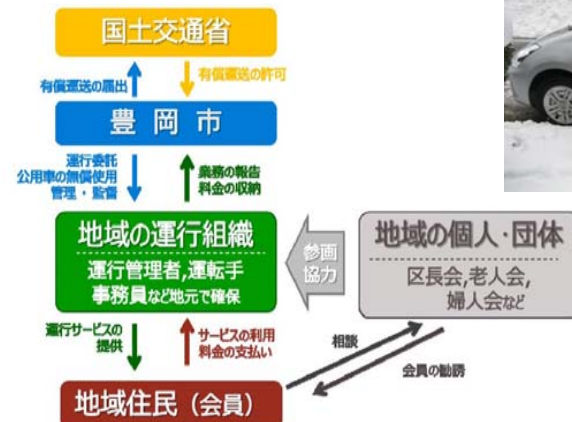 国土交通省
有償運送の届出
有償運送の許可
豊岡市
運行委託
公用車の無償使用
管理・監督
業務の報告
料金の収納
地域の運行組織
運行管理者,運転手
事務員など地元で確保
参画
協力
地域の個人・団体
区長会,老人会,
婦人会など
運行サービスの
提供
サービスの利用
料金の支払い
相談
会員の勧誘
地域住民（会員）